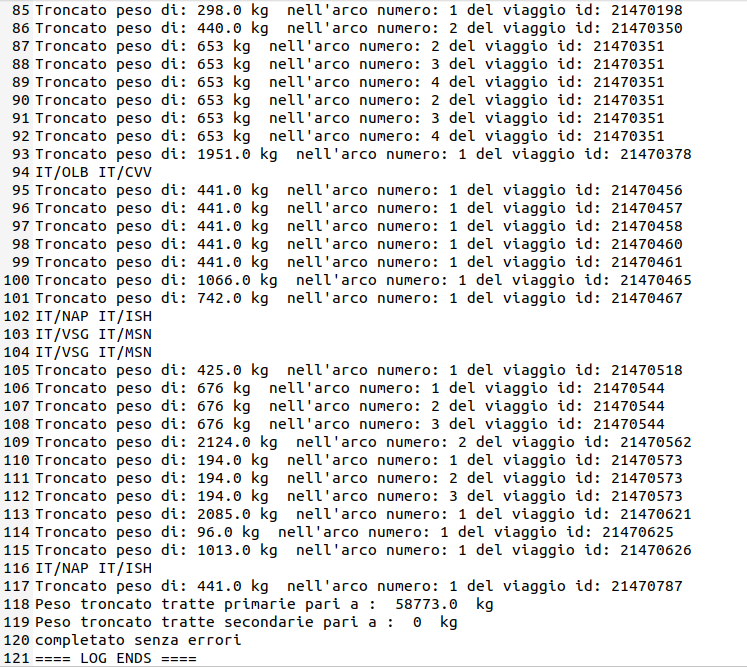 85 Troncato peso di: 298.0 kg  nell'arco numero: 1 del viaggio id: 21470198
86 Troncato peso di: 440.0 kg  nell'arco numero: 2 del viaggio id: 21470350
87 Troncato peso di: 653 kg  nell'arco numero: 2 del viaggio id: 21470351
88 Troncato peso di: 653 kg  nell'arco numero: 3 del viaggio id: 21470351
89 Troncato peso di: 653 kg  nell'arco numero: 4 del viaggio id: 21470351
90 Troncato peso di: 653 kg  nell'arco numero: 2 del viaggio id: 21470351
91 Troncato peso di: 653 kg  nell'arco numero: 3 del viaggio id: 21470351
92 Troncato peso di: 653 kg  nell'arco numero: 4 del viaggio id: 21470351
93 Troncato peso di: 1951.0 kg  nell'arco numero: 1 del viaggio id: 21470378
94 IT/OLB IT/CVV
95 Troncato peso di: 441.0 kg  nell'arco numero: 1 del viaggio id: 21470456
96 Troncato peso di: 441.0 kg  nell'arco numero: 1 del viaggio id: 21470457
97 Troncato peso di: 441.0 kg  nell'arco numero: 1 del viaggio id: 21470458
98 Troncato peso di: 441.0 kg  nell'arco numero: 1 del viaggio id: 21470460
99 Troncato peso di: 441.0 kg  nell'arco numero: 1 del viaggio id: 21470461
100 Troncato peso di: 1066.0 kg  nell'arco numero: 1 del viaggio id: 21470465
101 Troncato peso di: 742.0 kg  nell'arco numero: 1 del viaggio id: 21470467
102 IT/NAP IT/ISH
103 IT/VSG IT/MSN
104 IT/VSG IT/MSN
105 Troncato peso di: 425.0 kg  nell'arco numero: 1 del viaggio id: 21470518
106 Troncato peso di: 676 kg  nell'arco numero: 1 del viaggio id: 21470544
107 Troncato peso di: 676 kg  nell'arco numero: 2 del viaggio id: 21470544
108 Troncato peso di: 676 kg  nell'arco numero: 3 del viaggio id: 21470544
109 Troncato peso di: 2124.0 kg  nell'arco numero: 2 del viaggio id: 21470562
110 Troncato peso di: 194.0 kg  nell'arco numero: 1 del viaggio id: 21470573
111 Troncato peso di: 194.0 kg  nell'arco numero: 2 del viaggio id: 21470573
112 Troncato peso di: 194.0 kg  nell'arco numero: 3 del viaggio id: 21470573
113 Troncato peso di: 2085.0 kg  nell'arco numero: 1 del viaggio id: 21470621
114 Troncato peso di: 96.0 kg  nell'arco numero: 1 del viaggio id: 21470625
115 Troncato peso di: 1013.0 kg  nell'arco numero: 1 del viaggio id: 21470626
116 IT/NAP IT/ISH
117 Troncato peso di: 441.0 kg  nell'arco numero: 1 del viaggio id: 21470787
118 Peso troncato tratte primarie pari a :  58773.0  kg
119 Peso troncato tratte secondarie pari a :  0  kg
120 completato senza errori
121 ==== LOG ENDS ====